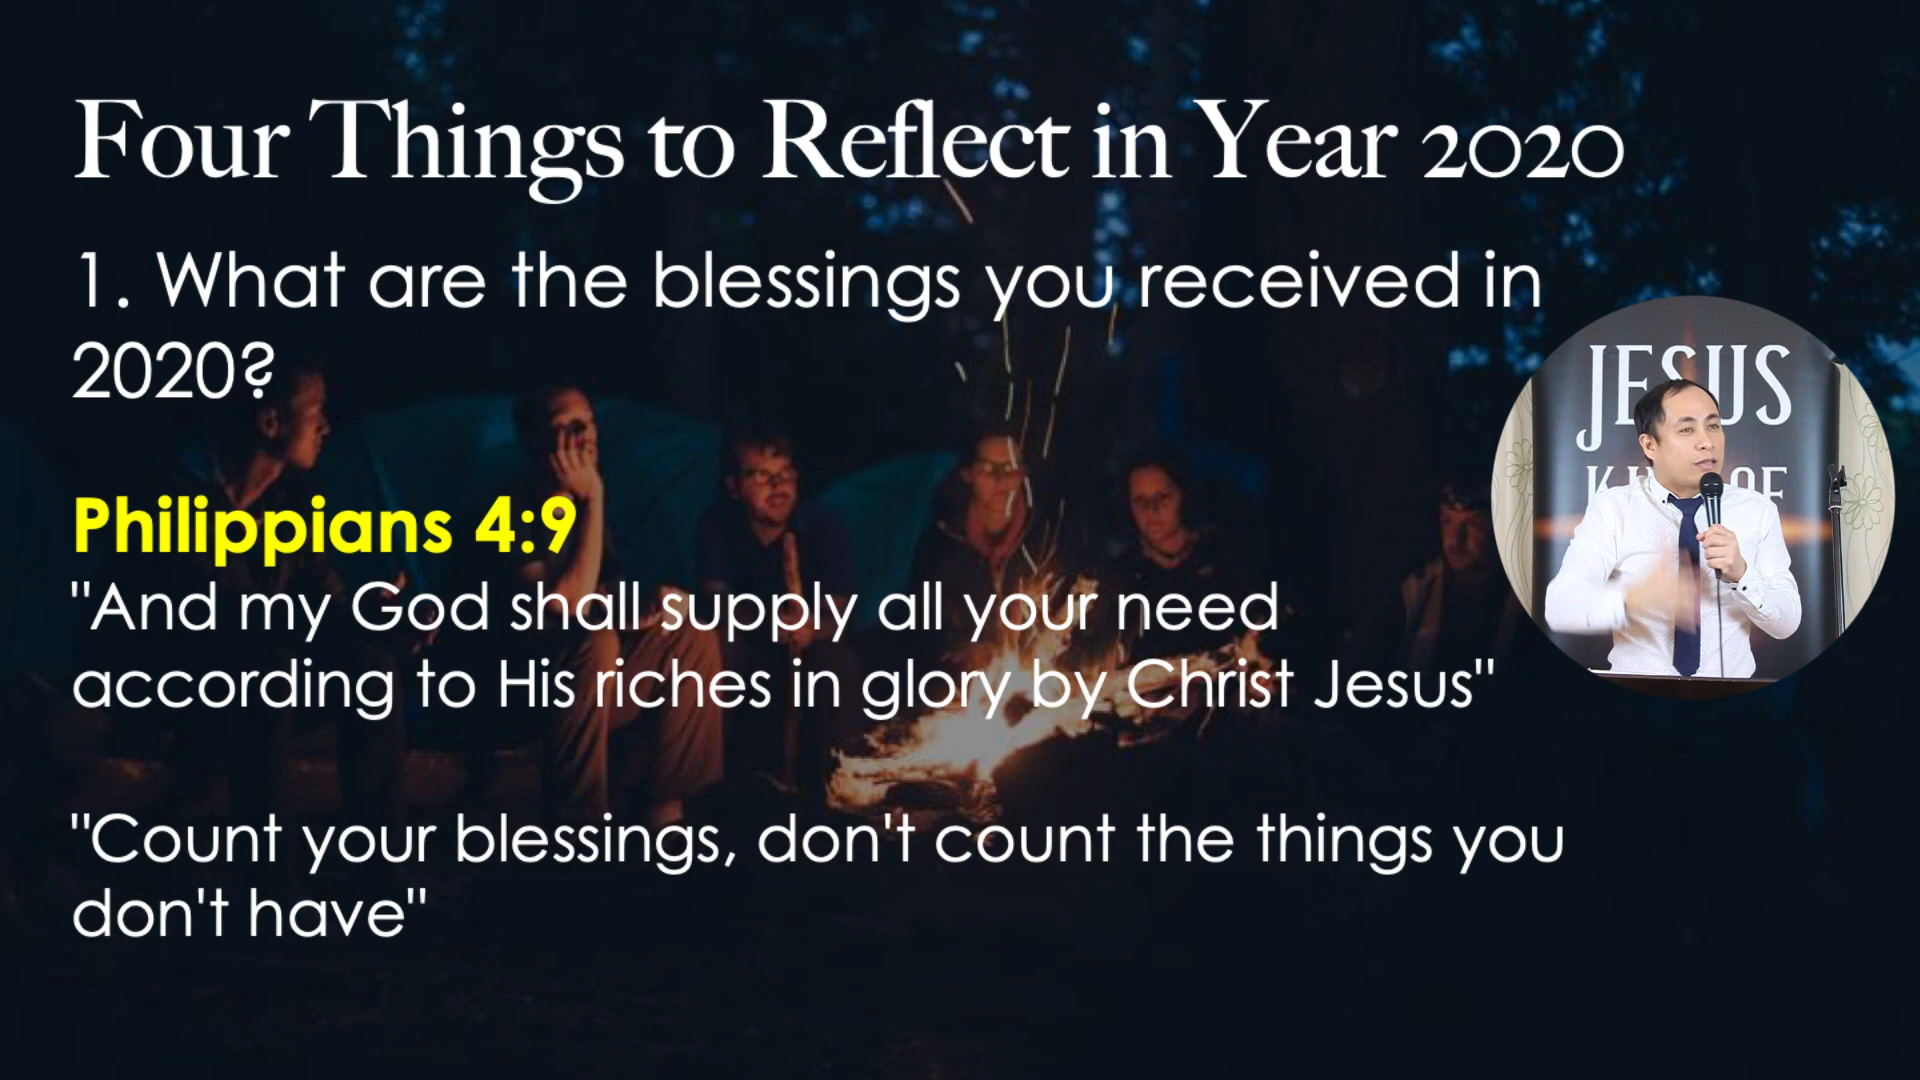 Four Things to Reflect in Year 2020
1. What are the blessings you received in
2020?
Philippians 4:9
"And my God shall supply all your need
according to His riches in glory by Christ Jesus"
"Count your blessings, don't count the things you
don't have"
JESUS
OF